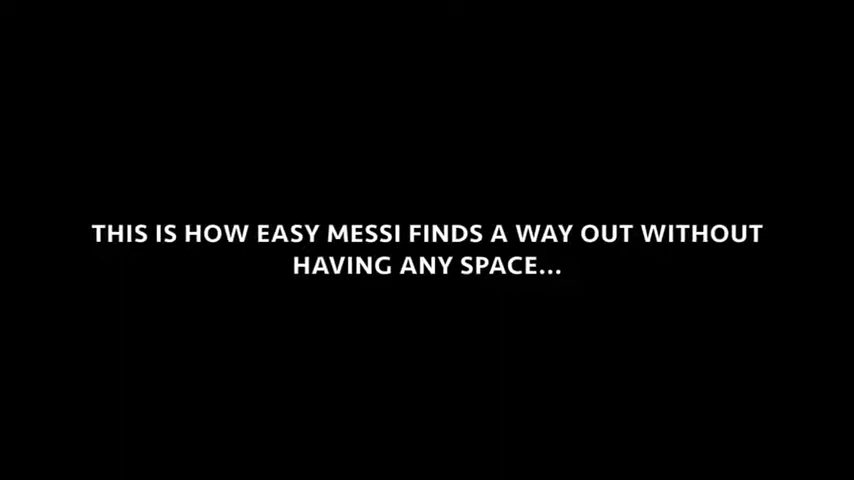 THIS IS HOW EASY MESSI FINDS A WAY OUT WITHOUT
HAVING ANY SPACE...